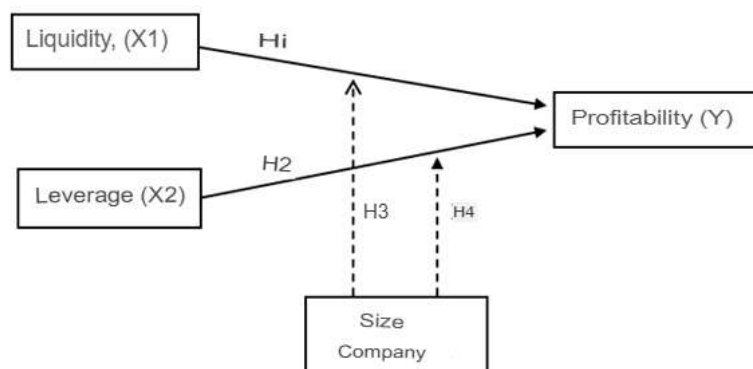 Liquidity, (X1)
Hi
Profitability (Y)
H2
Leverage (X2)
H3
H4
Size
Company